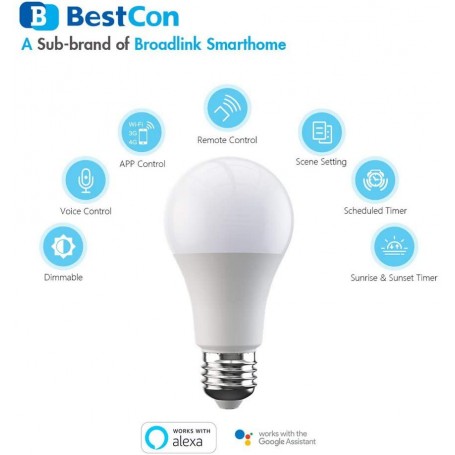 B BestCon
A Sub-brand of Broadlink Smarthome
Remote Control
Wi-Fi
3G
4G
APP Control
Scene Setting
Voice Control
Scheduled Timer
Dimmable
Sunrise & Sunset Timer
WORKS WITH
alexa
works with the
Google Assistant